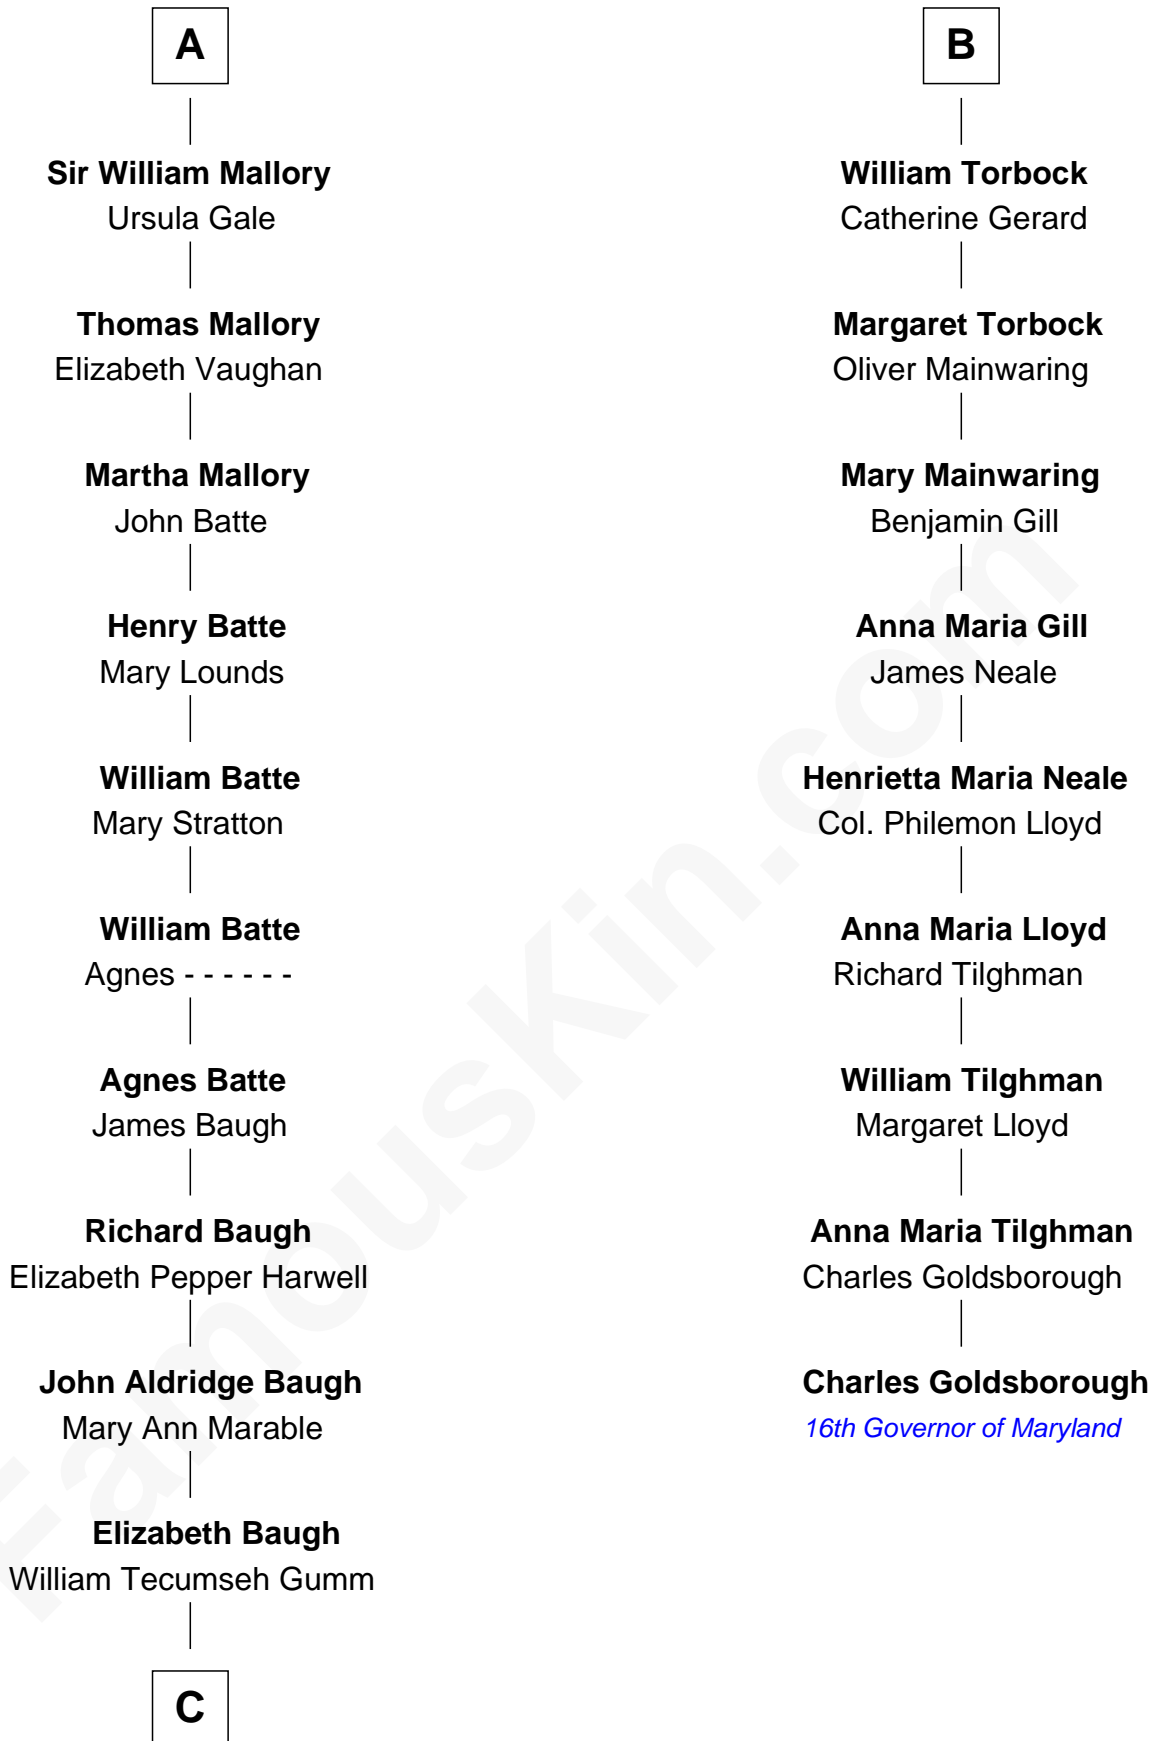 A
Sir William Mallory
Ursula Gale
Thomas Mallory
Elizabeth Vaughan
Martha Mallory
John Batte
Henry Batte
Mary Lounds
William Batte
Mary Stratton
William Batte
Agnes - - - - - -
Agnes Batte
James Baugh
Richard Baugh
Elizabeth Pepper Harwell
John Aldridge Baugh
Mary Ann Marable
Elizabeth Baugh
William Tecumseh Gumm
C
B
William Torbock
Catherine Gerard
Margaret Torbock
Oliver Mainwaring
Mary Mainwaring
Benjamin Gill
Anna Maria Gill
James Neale
Henrietta Maria Neale
Col. Philemon Lloyd
Anna Maria Lloyd
Richard Tilghman
William Tilghman
Margaret Lloyd
Anna Maria Tilghman
Charles Goldsborough
Charles Goldsborough
16th Governor of Maryland
FamousKin.com